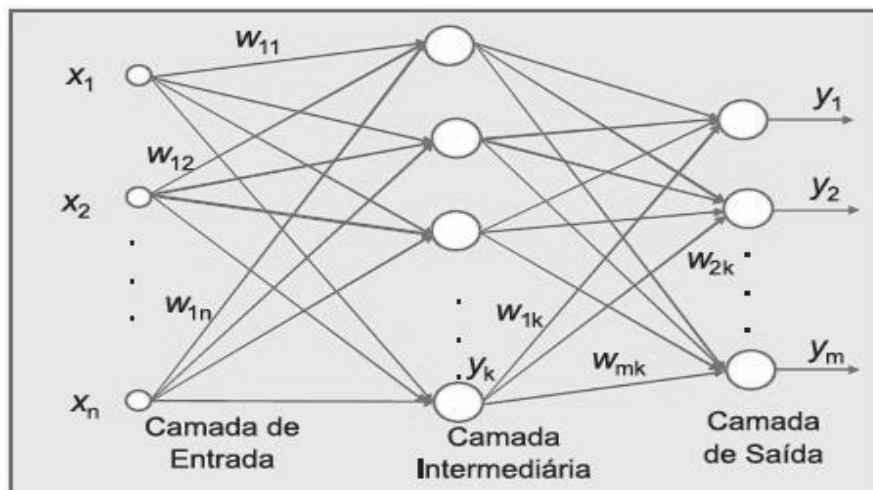 w11
x1
y1
w12
x2
y2
w2k
w1n
w1k
yk
wmk
ym
xn
Camada de
Entrada
Camada
Intermediária
Camada
de Saída